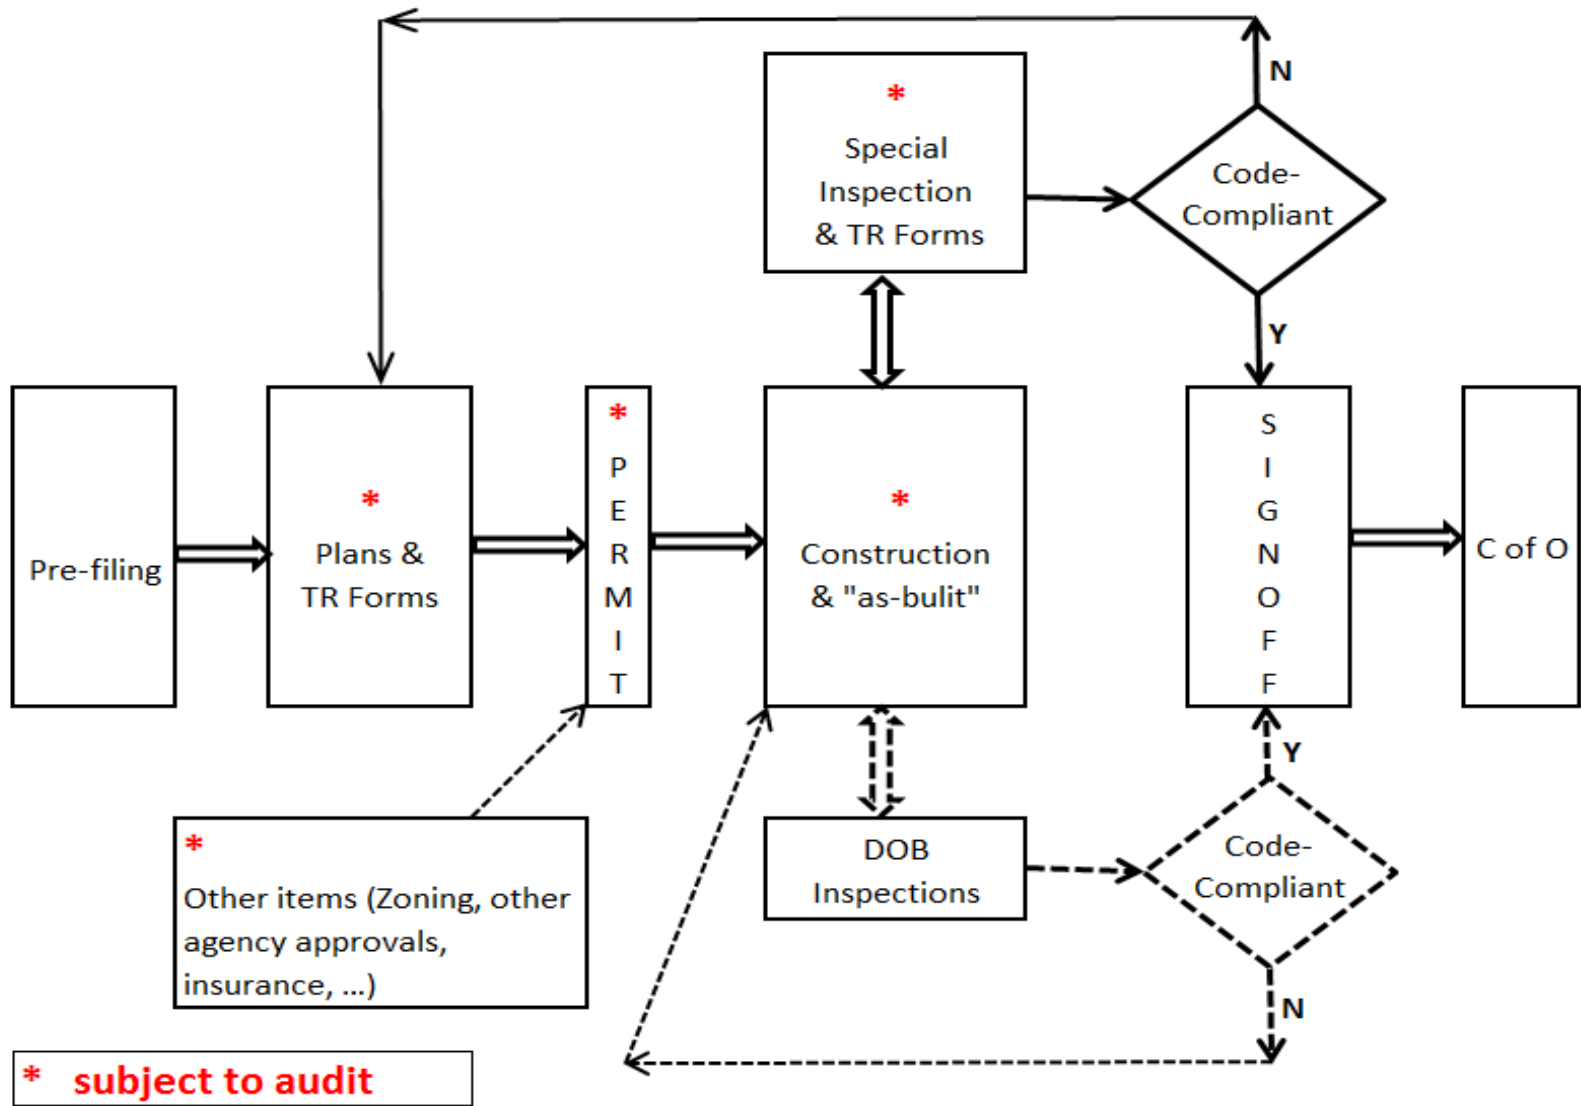 N
*
Special
Inspection
& TR Forms
Code-
Compliant
Y
Pre-filing
*
Plans &
TR Forms
*
P
E
R
M
I
T
*
Construction
& "as-bulit"
S
I
G
N
O
F
F
C of O
*
Other items (Zoning, other
agency approvals,
insurance, ...)
DOB
Inspections
Y
Code-
Compliant
N
* subject to audit